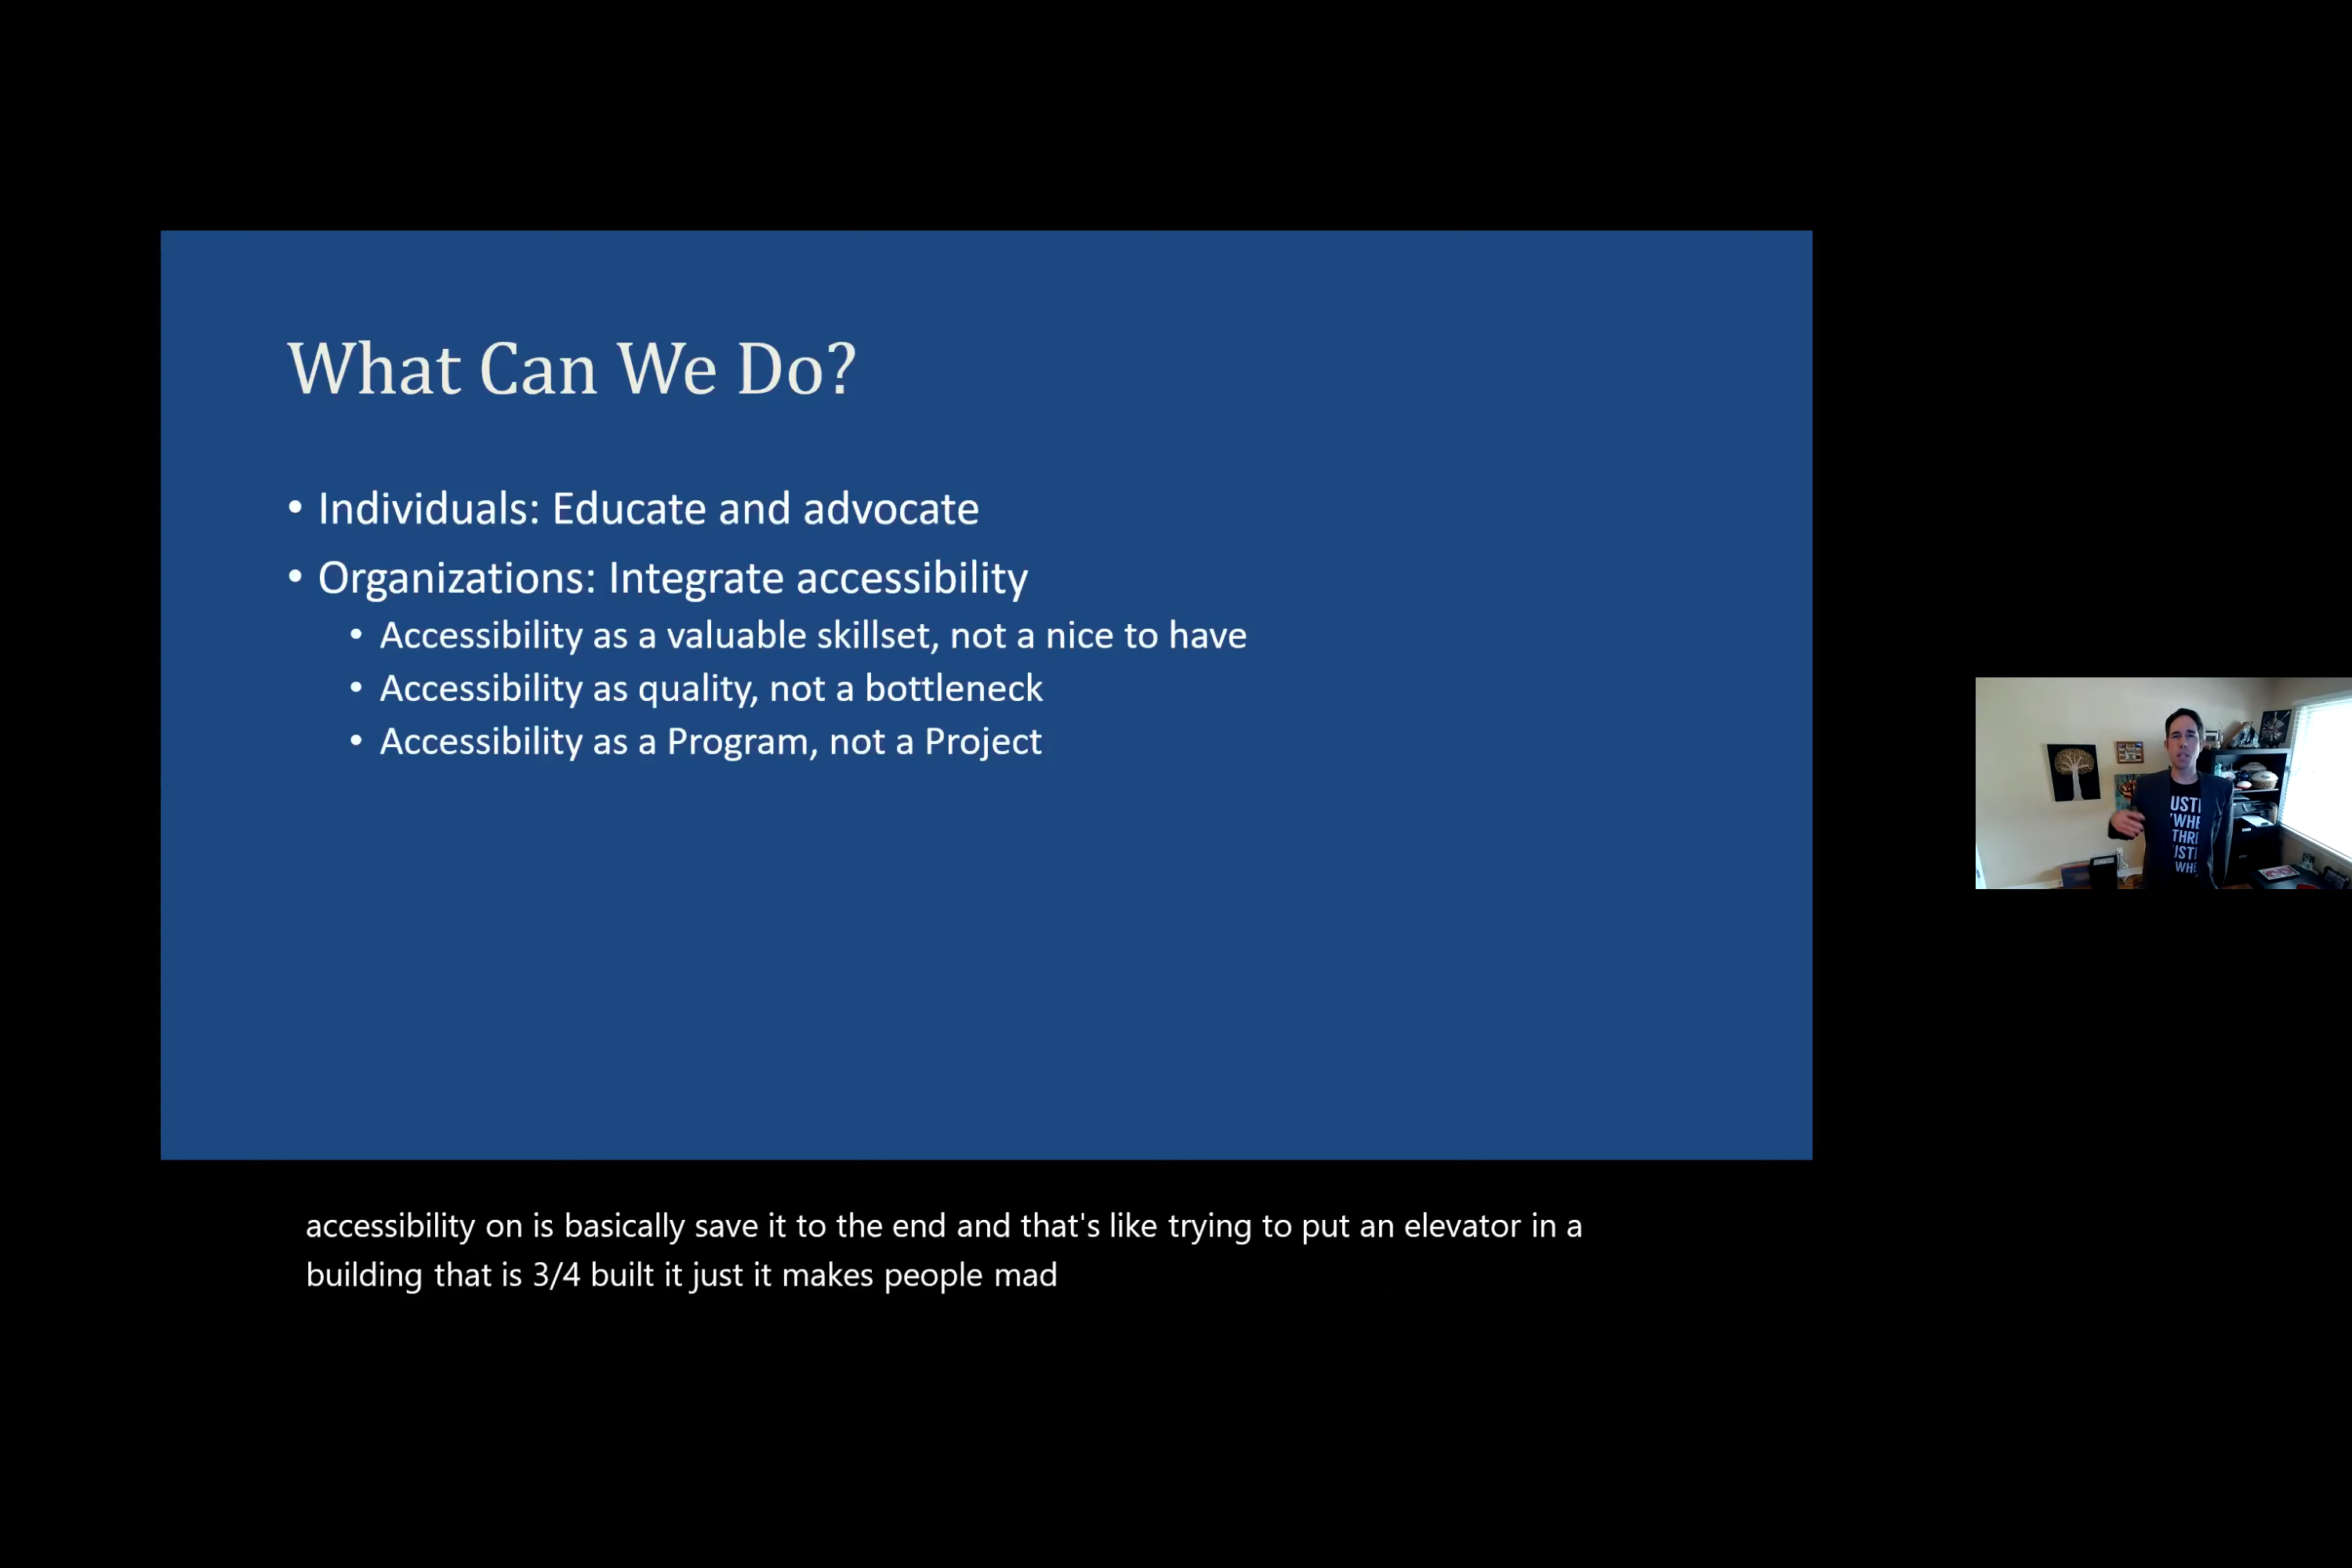 What Can We Do?
• Individuals: Educate and advocate
• Organizations: Integrate accessibility
• Accessibility as a valuable skillset, not a nice to have
• Accessibility as quality, not a bottleneck
• Accessibility as a Program, not a Project
accessibility on is basically save it to the end and that's like trying to put an elevator in a
building that is 3/4 built it just it makes people mad